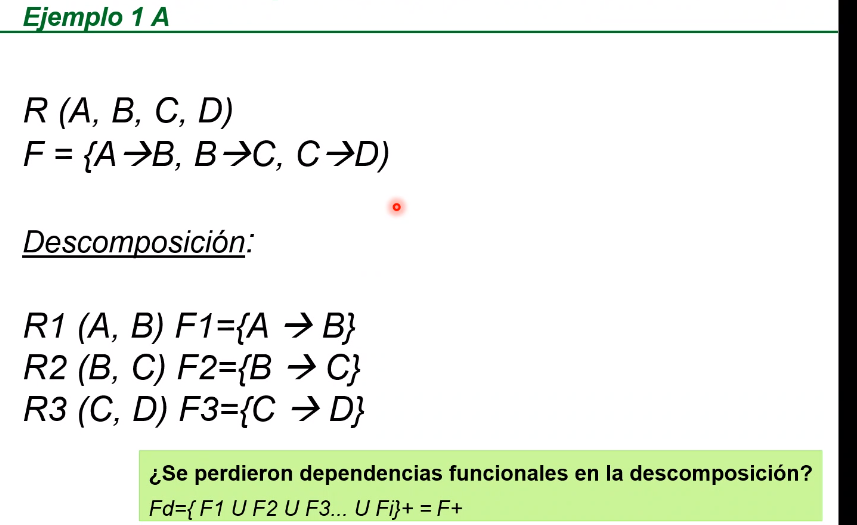 Ejemplo 1 A
R (A, B, C, D)
F = {A→B, B→C, C→D)
Descomposición:
R1 (A, B) F1={A → B}
R2 (B, C) F2={B → C}
R3 (C, D) F3={C → D}
¿Se perdieron dependencias funcionales en la descomposición?
Fd={ F1 U F2 U F3... U Fi}+ = F+